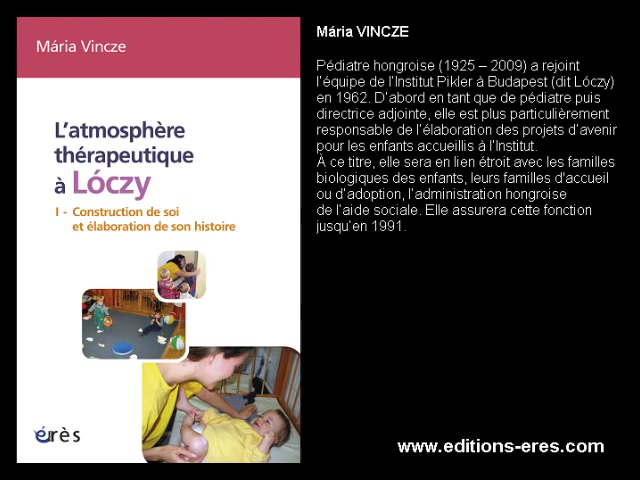 Mária Vincze
L'atmosphère
thérapeutique
à Lóczy
I - Construction de soi
et élaboration de son histoire
érès
Mária VINCZE
Pédiatre hongroise (1925 – 2009) a rejoint
l'équipe de l'Institut Pikler à Budapest (dit Lóczy)
en 1962. D'abord en tant que de pédiatre puis
directrice adjointe, elle est plus particulièrement
responsable de l'élaboration des projets d'avenir
pour les enfants accueillis à l'Institut.
À ce titre, elle sera en lien étroit avec les familles
biologiques des enfants, leurs familles d'accueil
ou d'adoption, l'administration hongroise
de l'aide sociale. Elle assurera cette fonction
jusqu'en 1991.
www.editions-eres.com